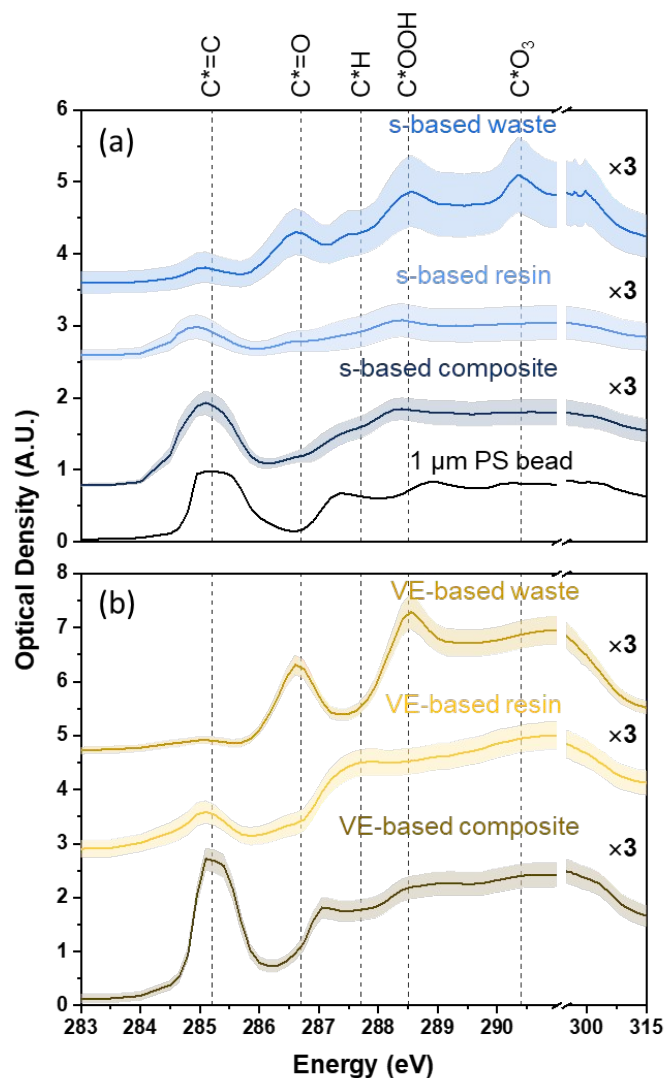 C*=C
C*=O
C*H
C*OOH
C*O3
6
(a)
s-based waste
×3
5
4
s-based resin
×3
3
s-based composite
×3
2
1 µm PS bead
1
0
Optical Density (A.U.)
8
(b)
VE-based waste
×3
7
6
VE-based resin
×3
5
4
VE-based composite
×3
3
2
1
0
283 284 285 286 287 288 289 290 300 315
Energy (eV)